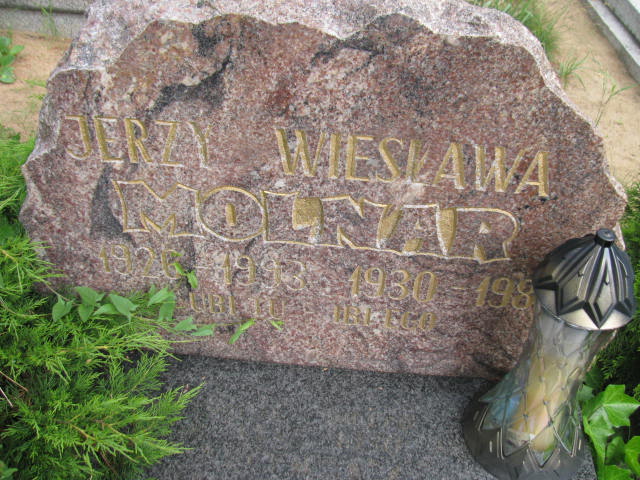 JERZY WIESŁAWA
MOLNAR
1926 - 1993 1930 - 198